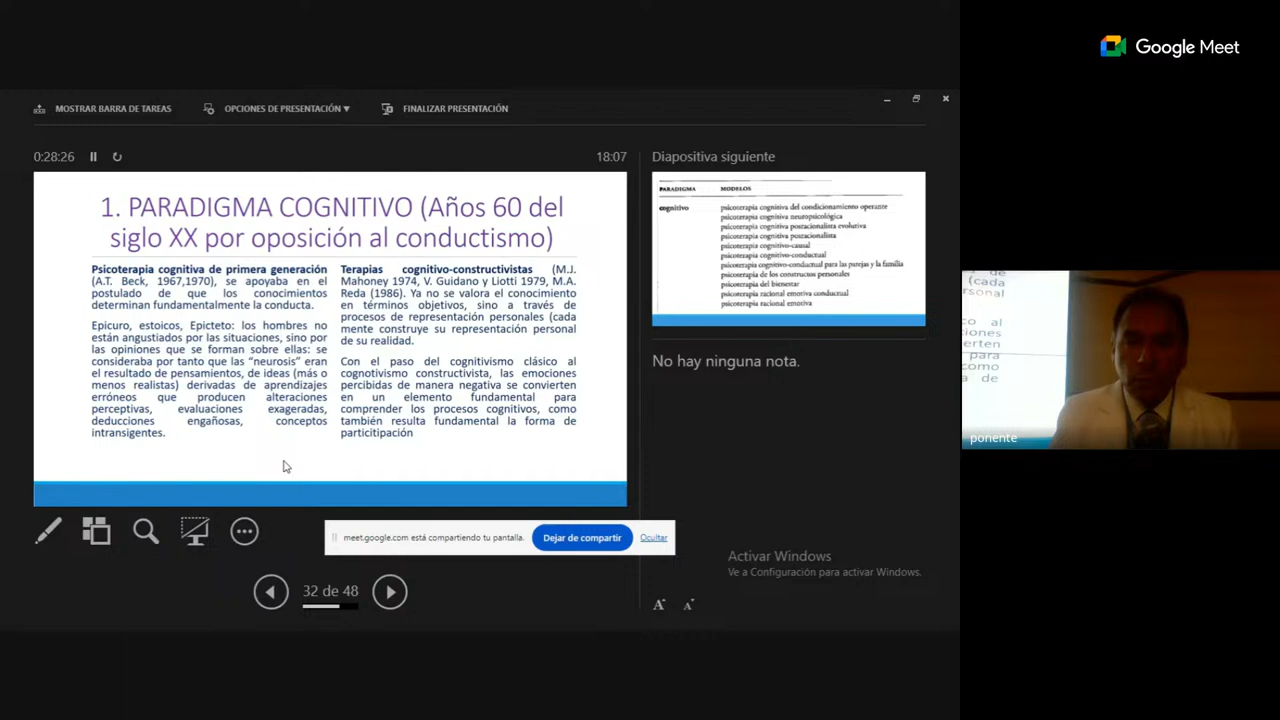 Google Meet
MOSTRAR BARRA DE TAREAS
OPCIONES DE PRESENTACIÓN ▾
FINALIZAR PRESENTACIÓN
0:28:26
18:07
Diapositiva siguiente
1. PARADIGMA COGNITIVO (Años 60 del
siglo XX por oposición al conductismo)
Psicoterapia cognitiva de primera generación
(A.T. Beck, 1967,1970), se apoyaba en el
postulado de que los conocimientos
determinan fundamentalmente la conducta.
Epicuro, estoicos, Epicteto: los hombres no
están angustiados por las situaciones, sino por
las opiniones que se forman sobre ellas: se
consideraba por tanto que las "neurosis" eran
el resultado de pensamientos, de ideas (más o
menos realistas) derivadas de aprendizajes
erróneos que producen alteraciones
perceptivas, evaluaciones exageradas,
deducciones engañosas, conceptos
intransigentes.
Terapias cognitivo-constructivistas (M.J.
Mahoney 1974, V. Guidano y Liotti 1979, M.A.
Reda (1986). Ya no se valora el conocimiento
en términos objetivos, sino a través de
procesos de representación personales (cada
mente construye su representación personal
de su realidad.
Con el paso del cognitivismo clásico al
cognotivismo constructivista, las emociones
percibidas de manera negativa se convierten
en un elemento fundamental para
comprender los procesos cognitivos, como
también resulta fundamental la forma de
particitipación
PARADIGMA MODELOS
cognitivo psicoterapia cognitiva del condicionamiento operante
psicoterapia cognitiva neuropsicológica
psicoterapia cognitiva posracionalista evolutiva
psicoterapia cognitiva posracionalista
psicoterapia cognitivo-causal
psicoterapia cognitivo-conductual
psicoterapia cognitivo-conductual para las parejas y la familia
psicoterapia de los constructos personales
psicoterapia del bienestar
psicoterapia racional emotiva conductual
psicoterapia racional emotiva
No hay ninguna nota.
meet.google.com está compartiendo tu pantalla.
Dejar de compartir
Ocultar
32 de 48
Activar Windows
Ve a Configuración para activar Windows.
A A
(cada
ponente